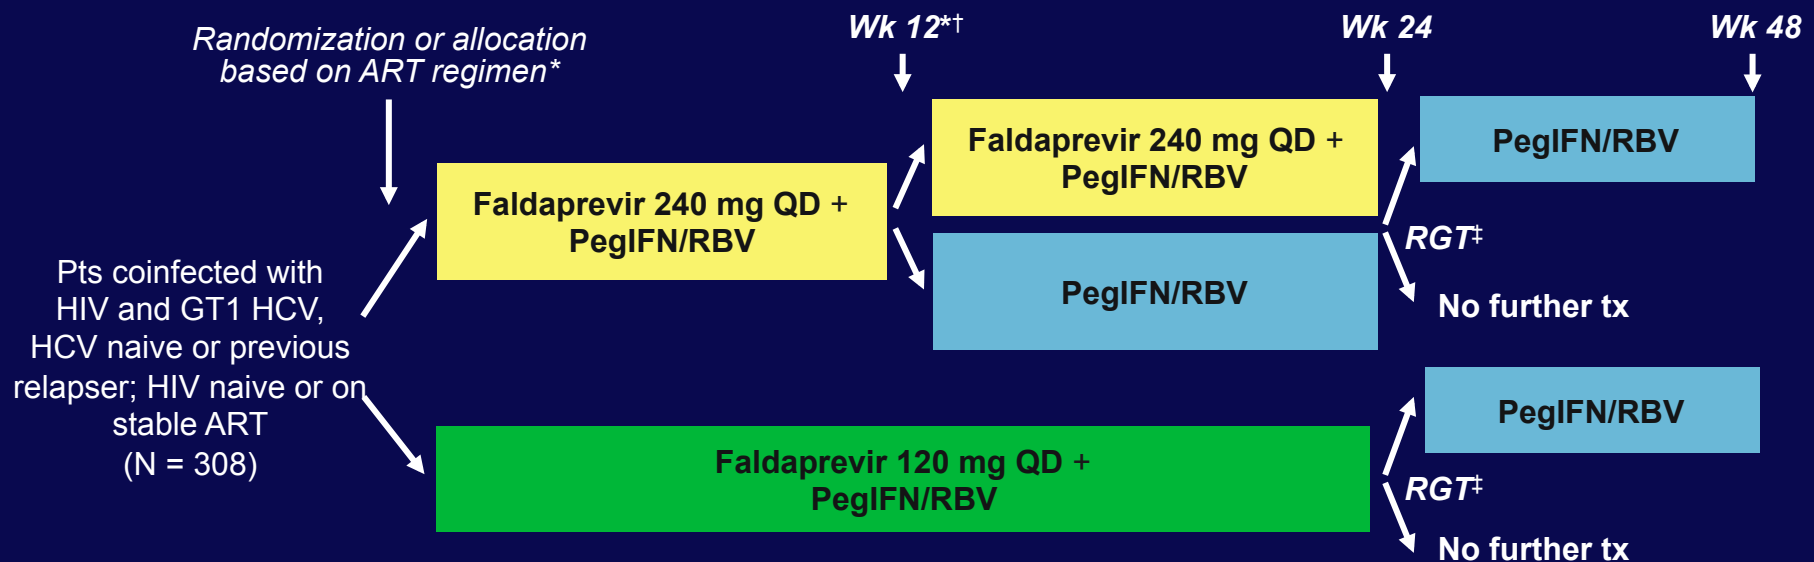 Randomization or allocation
based on ART regimen*
Wk 12*†
Wk 24
Wk 48
Pts coinfected with
HIV and GT1 HCV,
HCV naive or previous
relapser; HIV naive or on
stable ART
(N = 308)
Faldaprevir 240 mg QD +
PegIFN/RBV
Faldaprevir 240 mg QD +
PegIFN/RBV
PegIFN/RBV
PegIFN/RBV
RGT‡
No further tx
Faldaprevir 120 mg QD +
PegIFN/RBV
PegIFN/RBV
RGT‡
No further tx